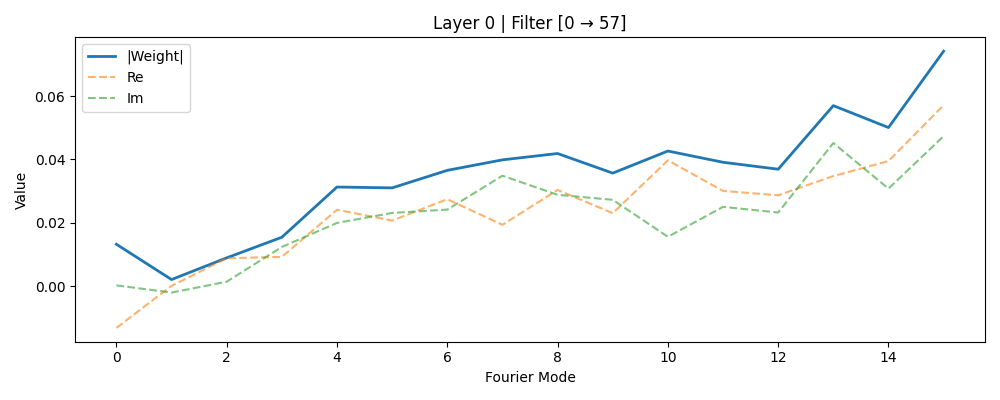 Layer 0 | Filter [0 → 57]
|Weight|
Re
Im
Value
0.06
0.04
0.02
0.00
0 2 4 6 8 10 12 14
Fourier Mode